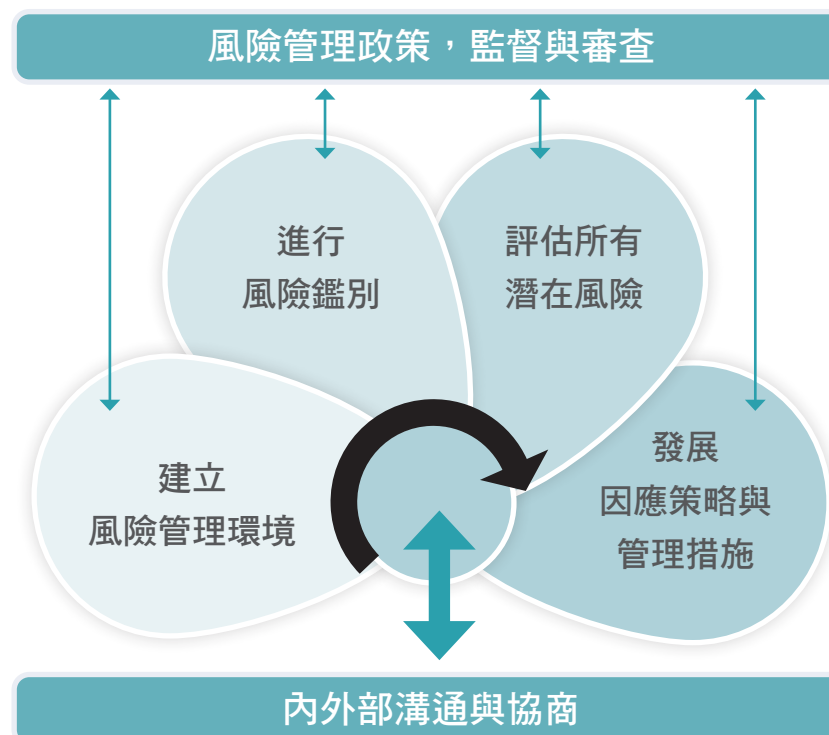 風險管理政策，監督與審查
進行
風險鑑別
評估所有
潛在風險
建立
風險管理環境
發展
因應策略與
管理措施
內外部溝通與協商